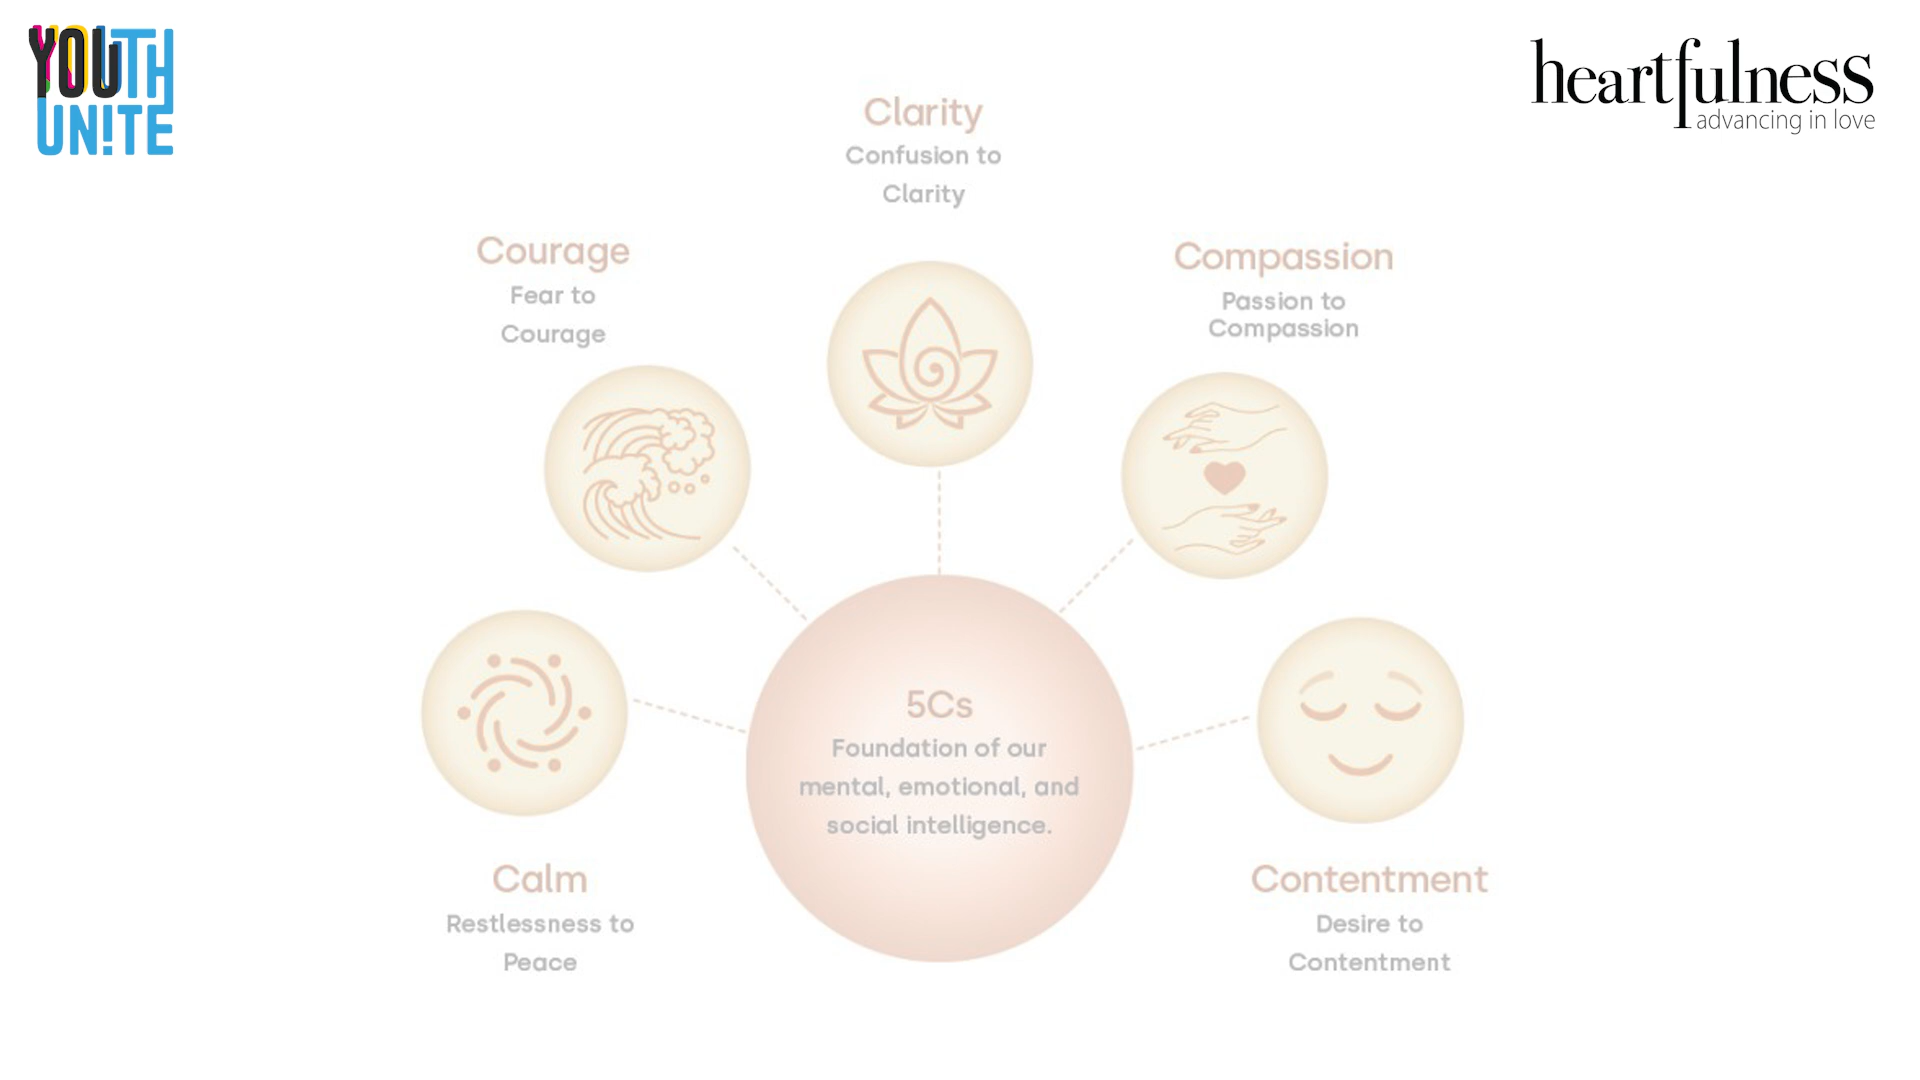 YOUTH
UN!TE
heartfulness
advancing in love
Clarity
Confusion to
Clarity
Courage
Fear to
Courage
Compassion
Passion to
Compassion
5Cs
Foundation of our
mental, emotional, and
social intelligence.
Calm
Restlessness to
Peace
Contentment
Desire to
Contentment